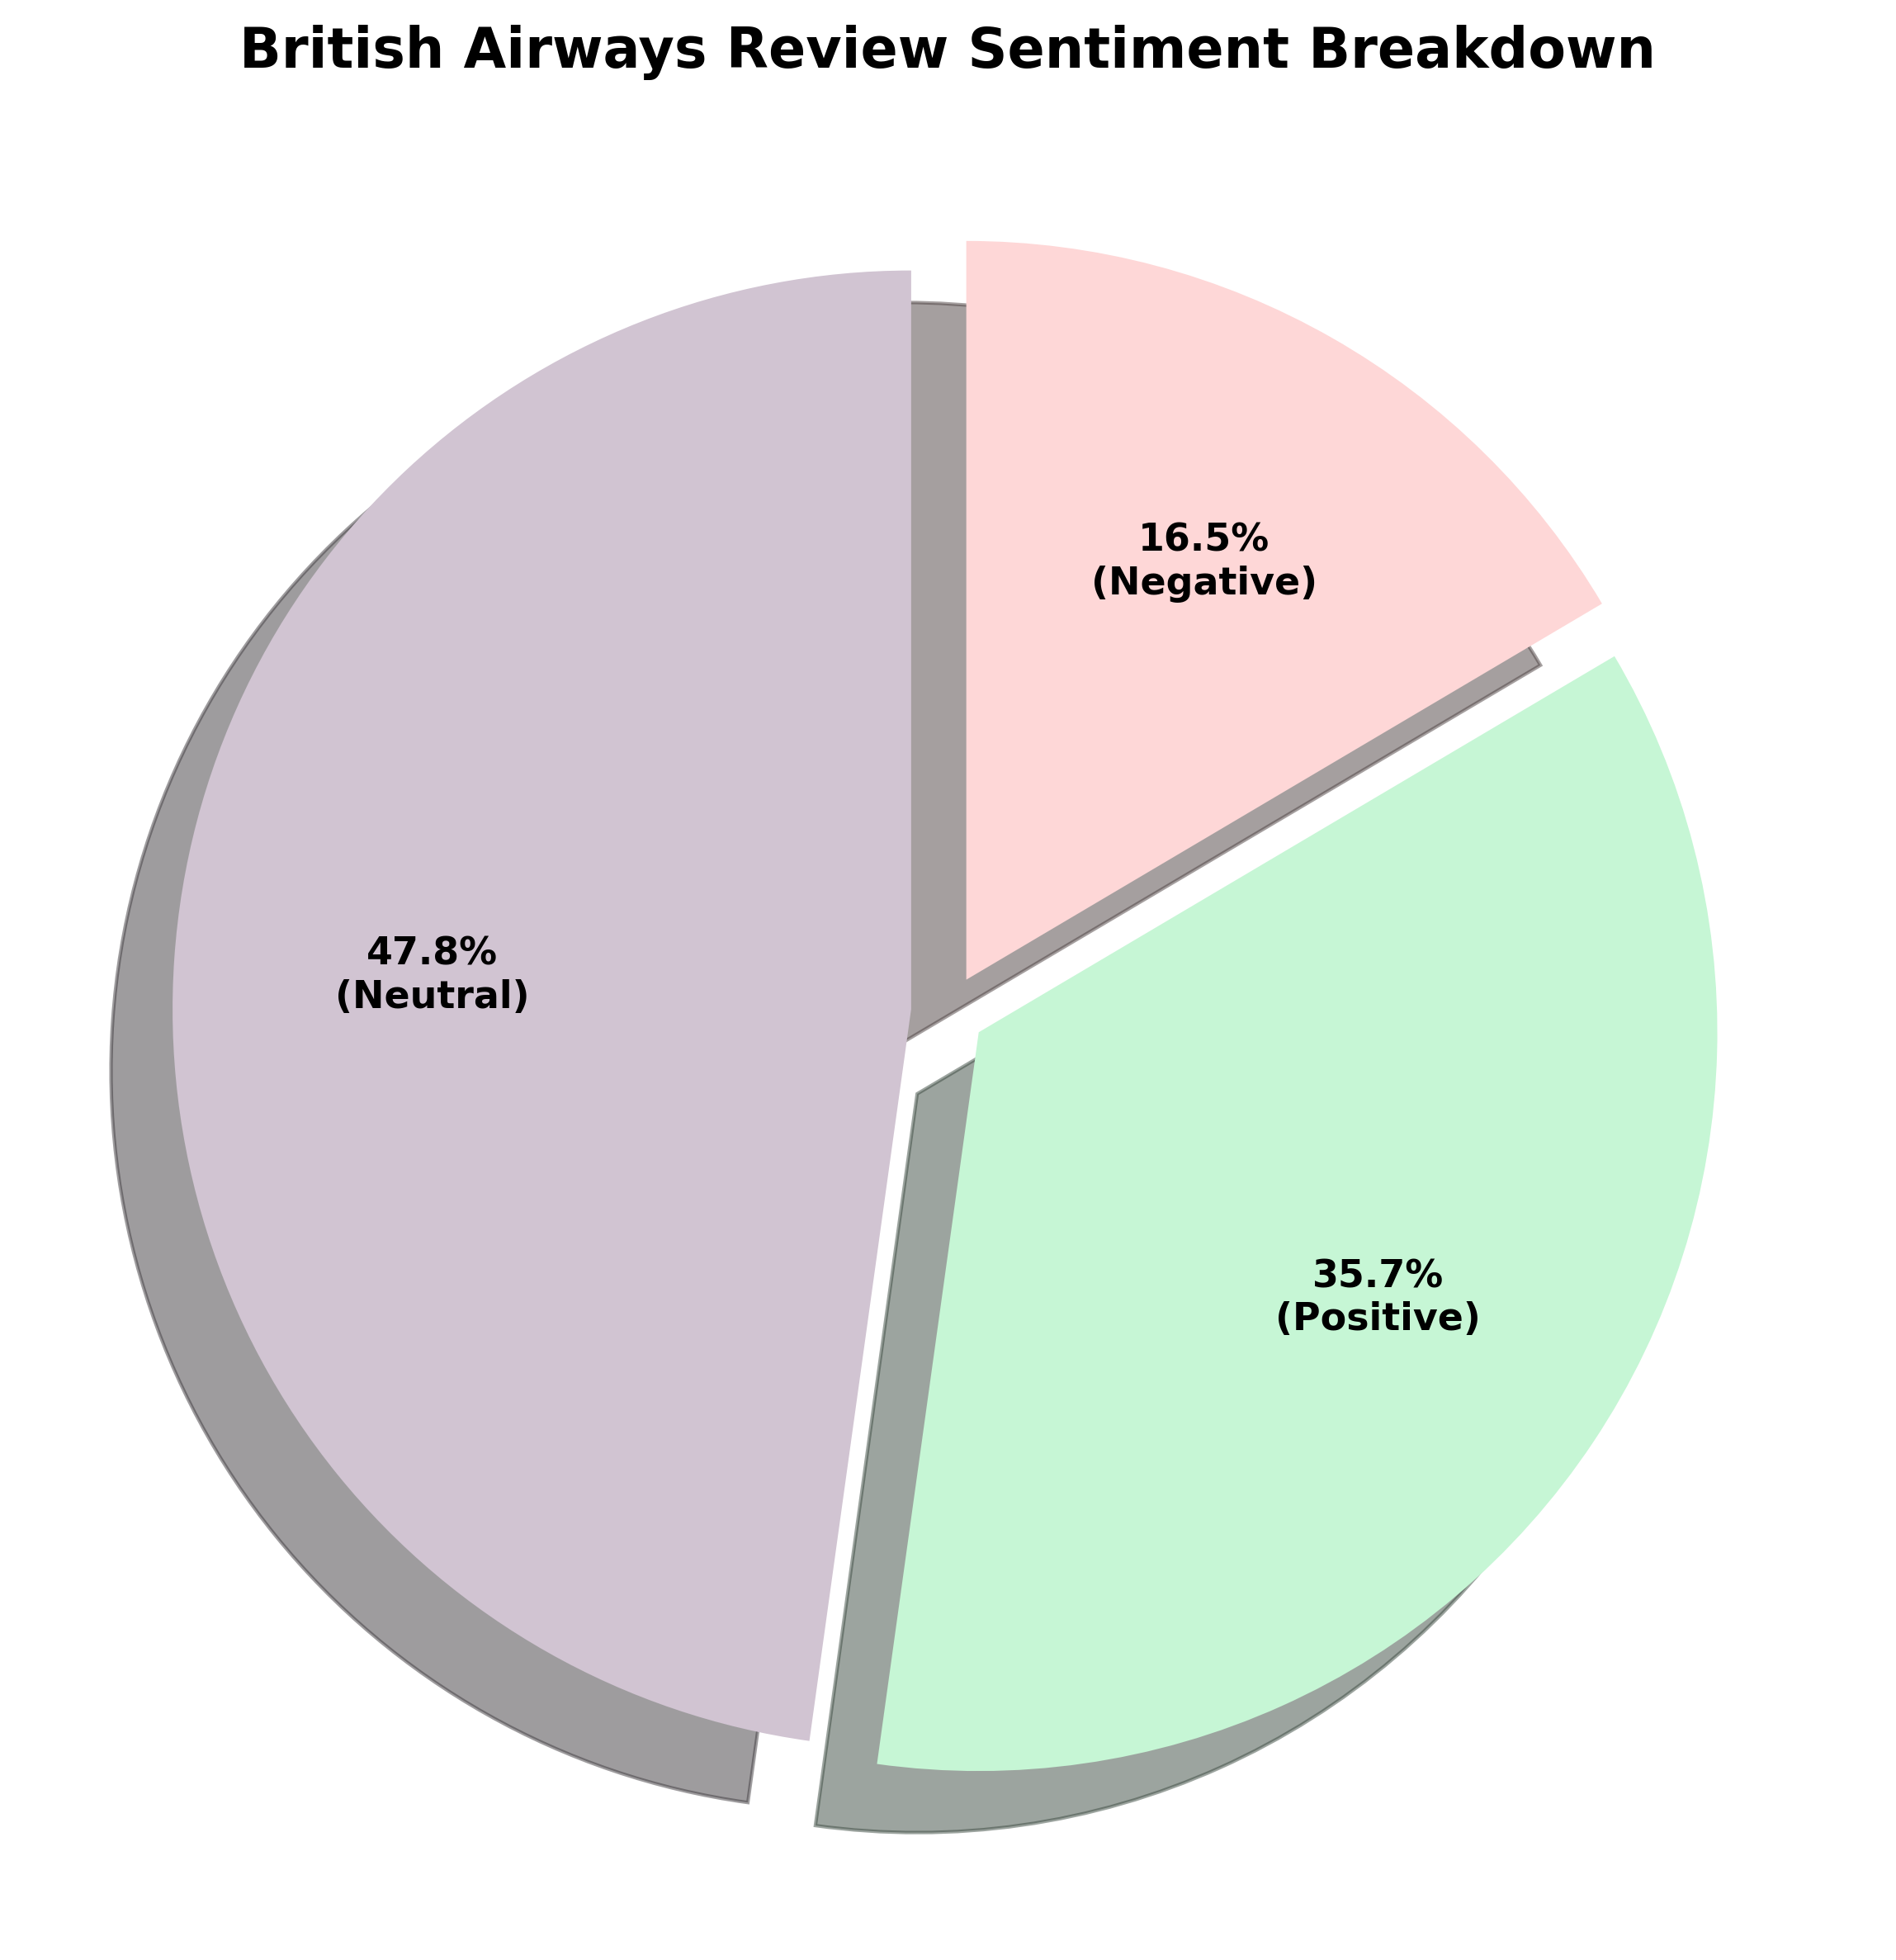 British Airways Review Sentiment Breakdown
16.5%
(Negative)
47.8%
(Neutral)
35.7%
(Positive)